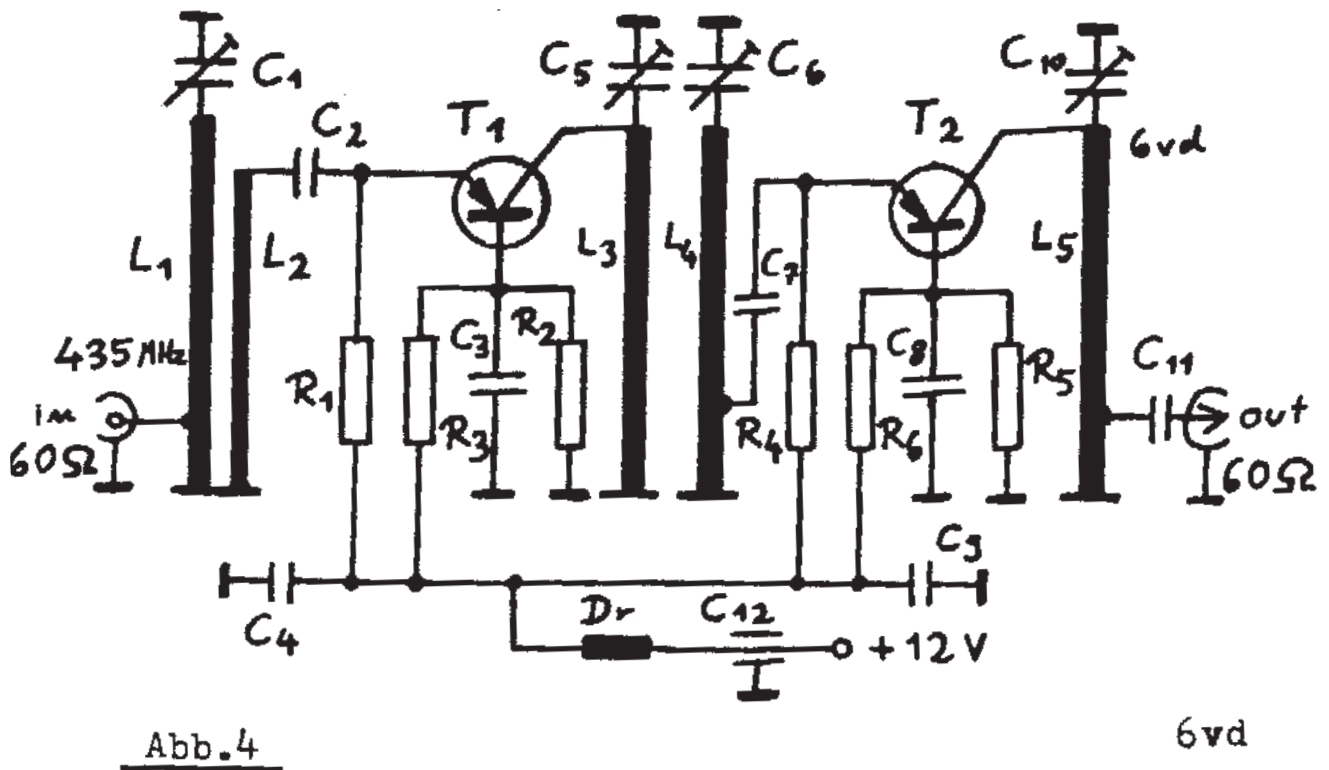 C1
C2
T1
C5
C6
T2
C10
6vd
L1
L2
L3
L4
C7
L5
435 MHz
in
60Ω
R1
R3
C3
R2
R4
R6
C8
R5
C11
out
60Ω
C4
Dr
C12
+12V
C9
Abb.4
6vd